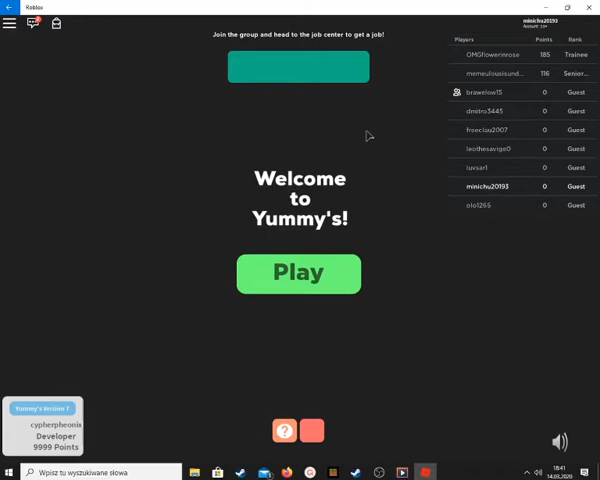 Roblox
minichu20193
Account: 13+
Join the group and head to the job center to get a job!
Players Points Rank
OMGflowerinrose 185 Trainee
memeulousisund... 116 Senior...
brawelow15 0 Guest
dmitro3445 0 Guest
freeclau2007 0 Guest
leothesavige0 0 Guest
luvsar1 0 Guest
minichu20193 0 Guest
olo1265 0 Guest
Welcome
to
Yummy's!
Play
Yummy's Version 7
cypherpheonix
Developer
9999 Points
?
Wpisz tu wyszukiwane słowa
18:41
14.03.2020